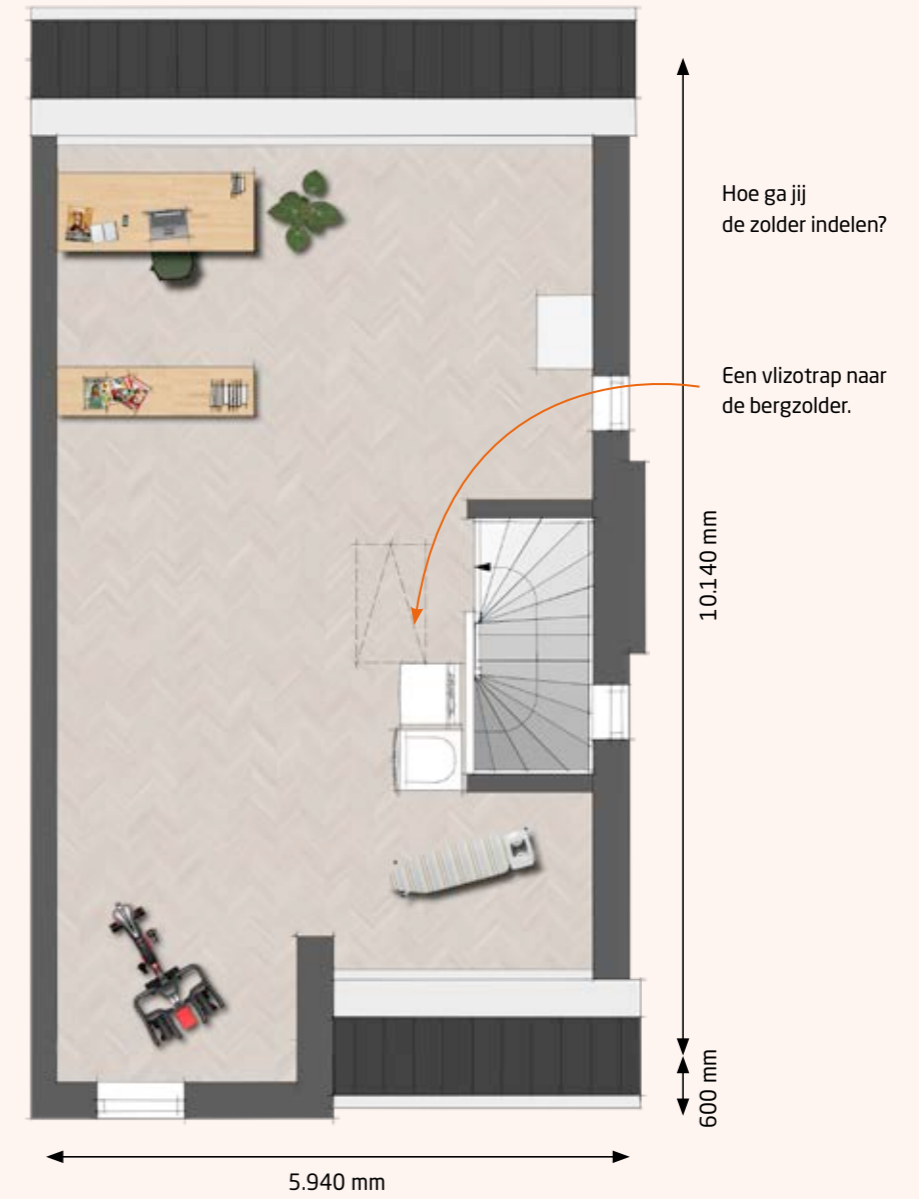 Hoe ga jij
de zolder indelen?
Een vlizotrap naar
de bergzolder.
10.140 mm
600 mm
5.940 mm